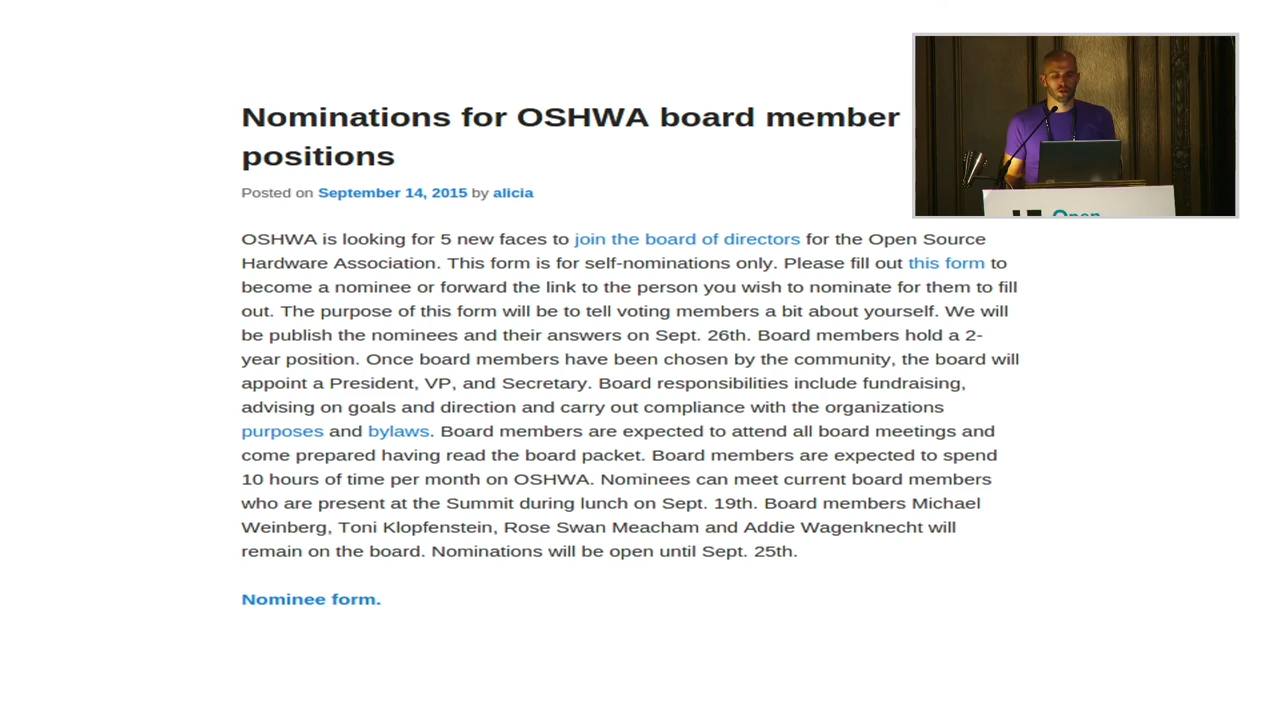 Nominations for OSHWA board member
positions
Posted on September 14, 2015 by alicia
OSHWA is looking for 5 new faces to join the board of directors for the Open Source
Hardware Association. This form is for self-nominations only. Please fill out this form to
become a nominee or forward the link to the person you wish to nominate for them to fill
out. The purpose of this form will be to tell voting members a bit about yourself. We will
be publish the nominees and their answers on Sept. 26th. Board members hold a 2-
year position. Once board members have been chosen by the community, the board will
appoint a President, VP, and Secretary. Board responsibilities include fundraising,
advising on goals and direction and carry out compliance with the organizations
purposes and bylaws. Board members are expected to attend all board meetings and
come prepared having read the board packet. Board members are expected to spend
10 hours of time per month on OSHWA. Nominees can meet current board members
who are present at the Summit during lunch on Sept. 19th. Board members Michael
Weinberg, Toni Klopfenstein, Rose Swan Meacham and Addie Wagenknecht will
remain on the board. Nominations will be open until Sept. 25th.
Nominee form.
Open